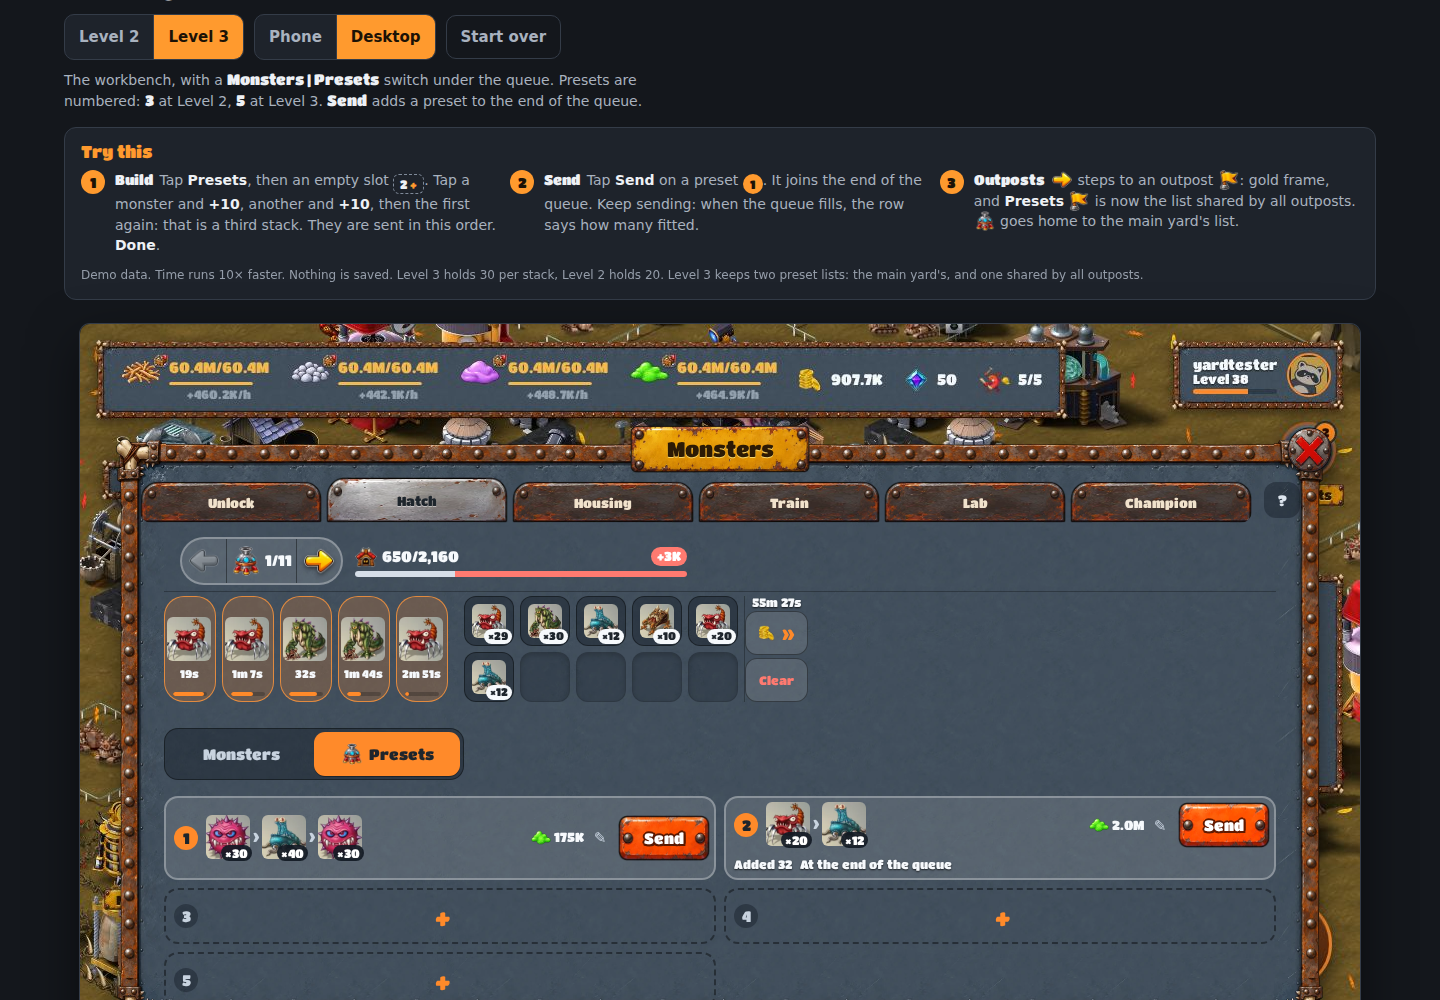 Level 2
Level 3
Phone
Desktop
Start over
The workbench, with a Monsters|Presets switch under the queue. Presets are
numbered: 3 at Level 2, 5 at Level 3. Send adds a preset to the end of the queue.
Try this
1
Build Tap Presets, then an empty slot 2 +. Tap a
monster and +10, another and +10, then the first
again: that is a third stack. They are sent in this order.
Done.
2
Send Tap Send on a preset 1. It joins the end of the
queue. Keep sending: when the queue fills, the row
says how many fitted.
3
Outposts steps to an outpost : gold frame,
and Presets is now the list shared by all outposts.
goes home to the main yard's list.
Demo data. Time runs 10× faster. Nothing is saved. Level 3 holds 30 per stack, Level 2 holds 20. Level 3 keeps two preset lists: the main yard's, and one shared by all outposts.
60.4M/60.4M
+460.2K/h
60.4M/60.4M
+442.1K/h
60.4M/60.4M
+448.7K/h
60.4M/60.4M
+464.9K/h
907.7K
50
5/5
yardtester
Level 38
Monsters
Unlock
Hatch
Housing
Train
Lab
Champion
?
ts
1/11
650/2,160
+3K
19s
1m 7s
32s
1m 44s
2m 51s
×29
×30
×12
×10
×20
×12
55m 27s
»
Clear
Monsters
Presets
1
×30
›
×40
›
×30
175K
✎
Send
2
×20
›
×12
2.0M
✎
Send
Added 32 At the end of the queue
3
+
4
+
5
+